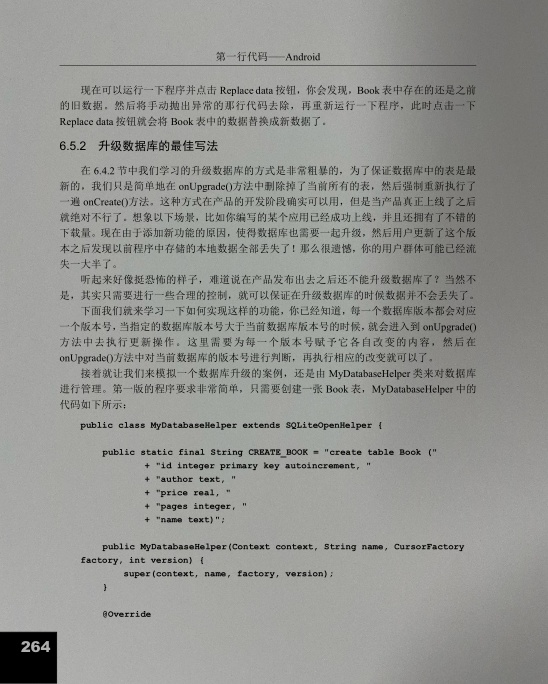 第一行代码——Android
现在可以运行一下程序并点击 Replace data 按钮，你会发现，Book 表中存在的还是之前
的旧数据。然后将手动抛出异常的那行代码去除，再重新运行一下程序，此时点击一下
Replace data 按钮就会将 Book 表中的数据替换成新数据了。
6.5.2 升级数据库的最佳写法
在 6.4.2 节中我们学习的升级数据库的方式是非常粗暴的，为了保证数据库中的表是最
新的，我们只是简单地在 onUpgrade()方法中删除掉了当前所有的表，然后强制重新执行了
一遍 onCreate()方法。这种方式在产品的开发阶段确实可以用，但是当产品真正上线了之后
就绝对不行了。想象以下场景，比如你编写的某个应用已经成功上线，并且还拥有了不错的
下载量。现在由于添加新功能的原因，使得数据库也需要一起升级，然后用户更新了这个版
本之后发现以前程序中存储的本地数据全部丢失了！那么很遗憾，你的用户群体可能已经流
失一大半了。
听起来好像挺恐怖的样子，难道说在产品发布出去之后还不能升级数据库了？当然不
是，其实只需要进行一些合理的控制，就可以保证在升级数据库的时候数据并不会丢失了。
下面我们就来学习一下如何实现这样的功能，你已经知道，每一个数据库版本都会对应
一个版本号，当指定的数据库版本号大于当前数据库版本号的时候，就会进入到 onUpgrade()
方法中去执行更新操作。这里需要为每一个版本号赋予它各自改变的内容，然后在
onUpgrade()方法中对当前数据库的版本号进行判断，再执行相应的改变就可以了。
接着就让我们来模拟一个数据库升级的案例，还是由 MyDatabaseHelper 类来对数据库
进行管理。第一版的程序要求非常简单，只需要创建一张 Book 表，MyDatabaseHelper 中的
代码如下所示：
public class MyDatabaseHelper extends SQLiteOpenHelper {
public static final String CREATE_BOOK = "create table Book ("
+ "id integer primary key autoincrement, "
+ "author text, "
+ "price real, "
+ "pages integer, "
+ "name text)";
public MyDatabaseHelper(Context context, String name, CursorFactory
factory, int version) {
super(context, name, factory, version);
}
@Override
264